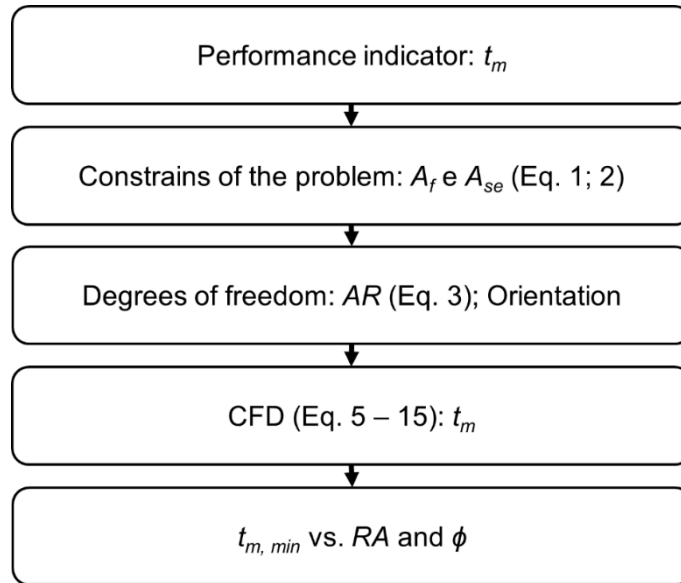 Performance indicator: tm
Constrains of the problem: Af e Ase (Eq. 1; 2)
Degrees of freedom: AR (Eq. 3); Orientation
CFD (Eq. 5 – 15): tm
tm, min vs. RA and ϕ